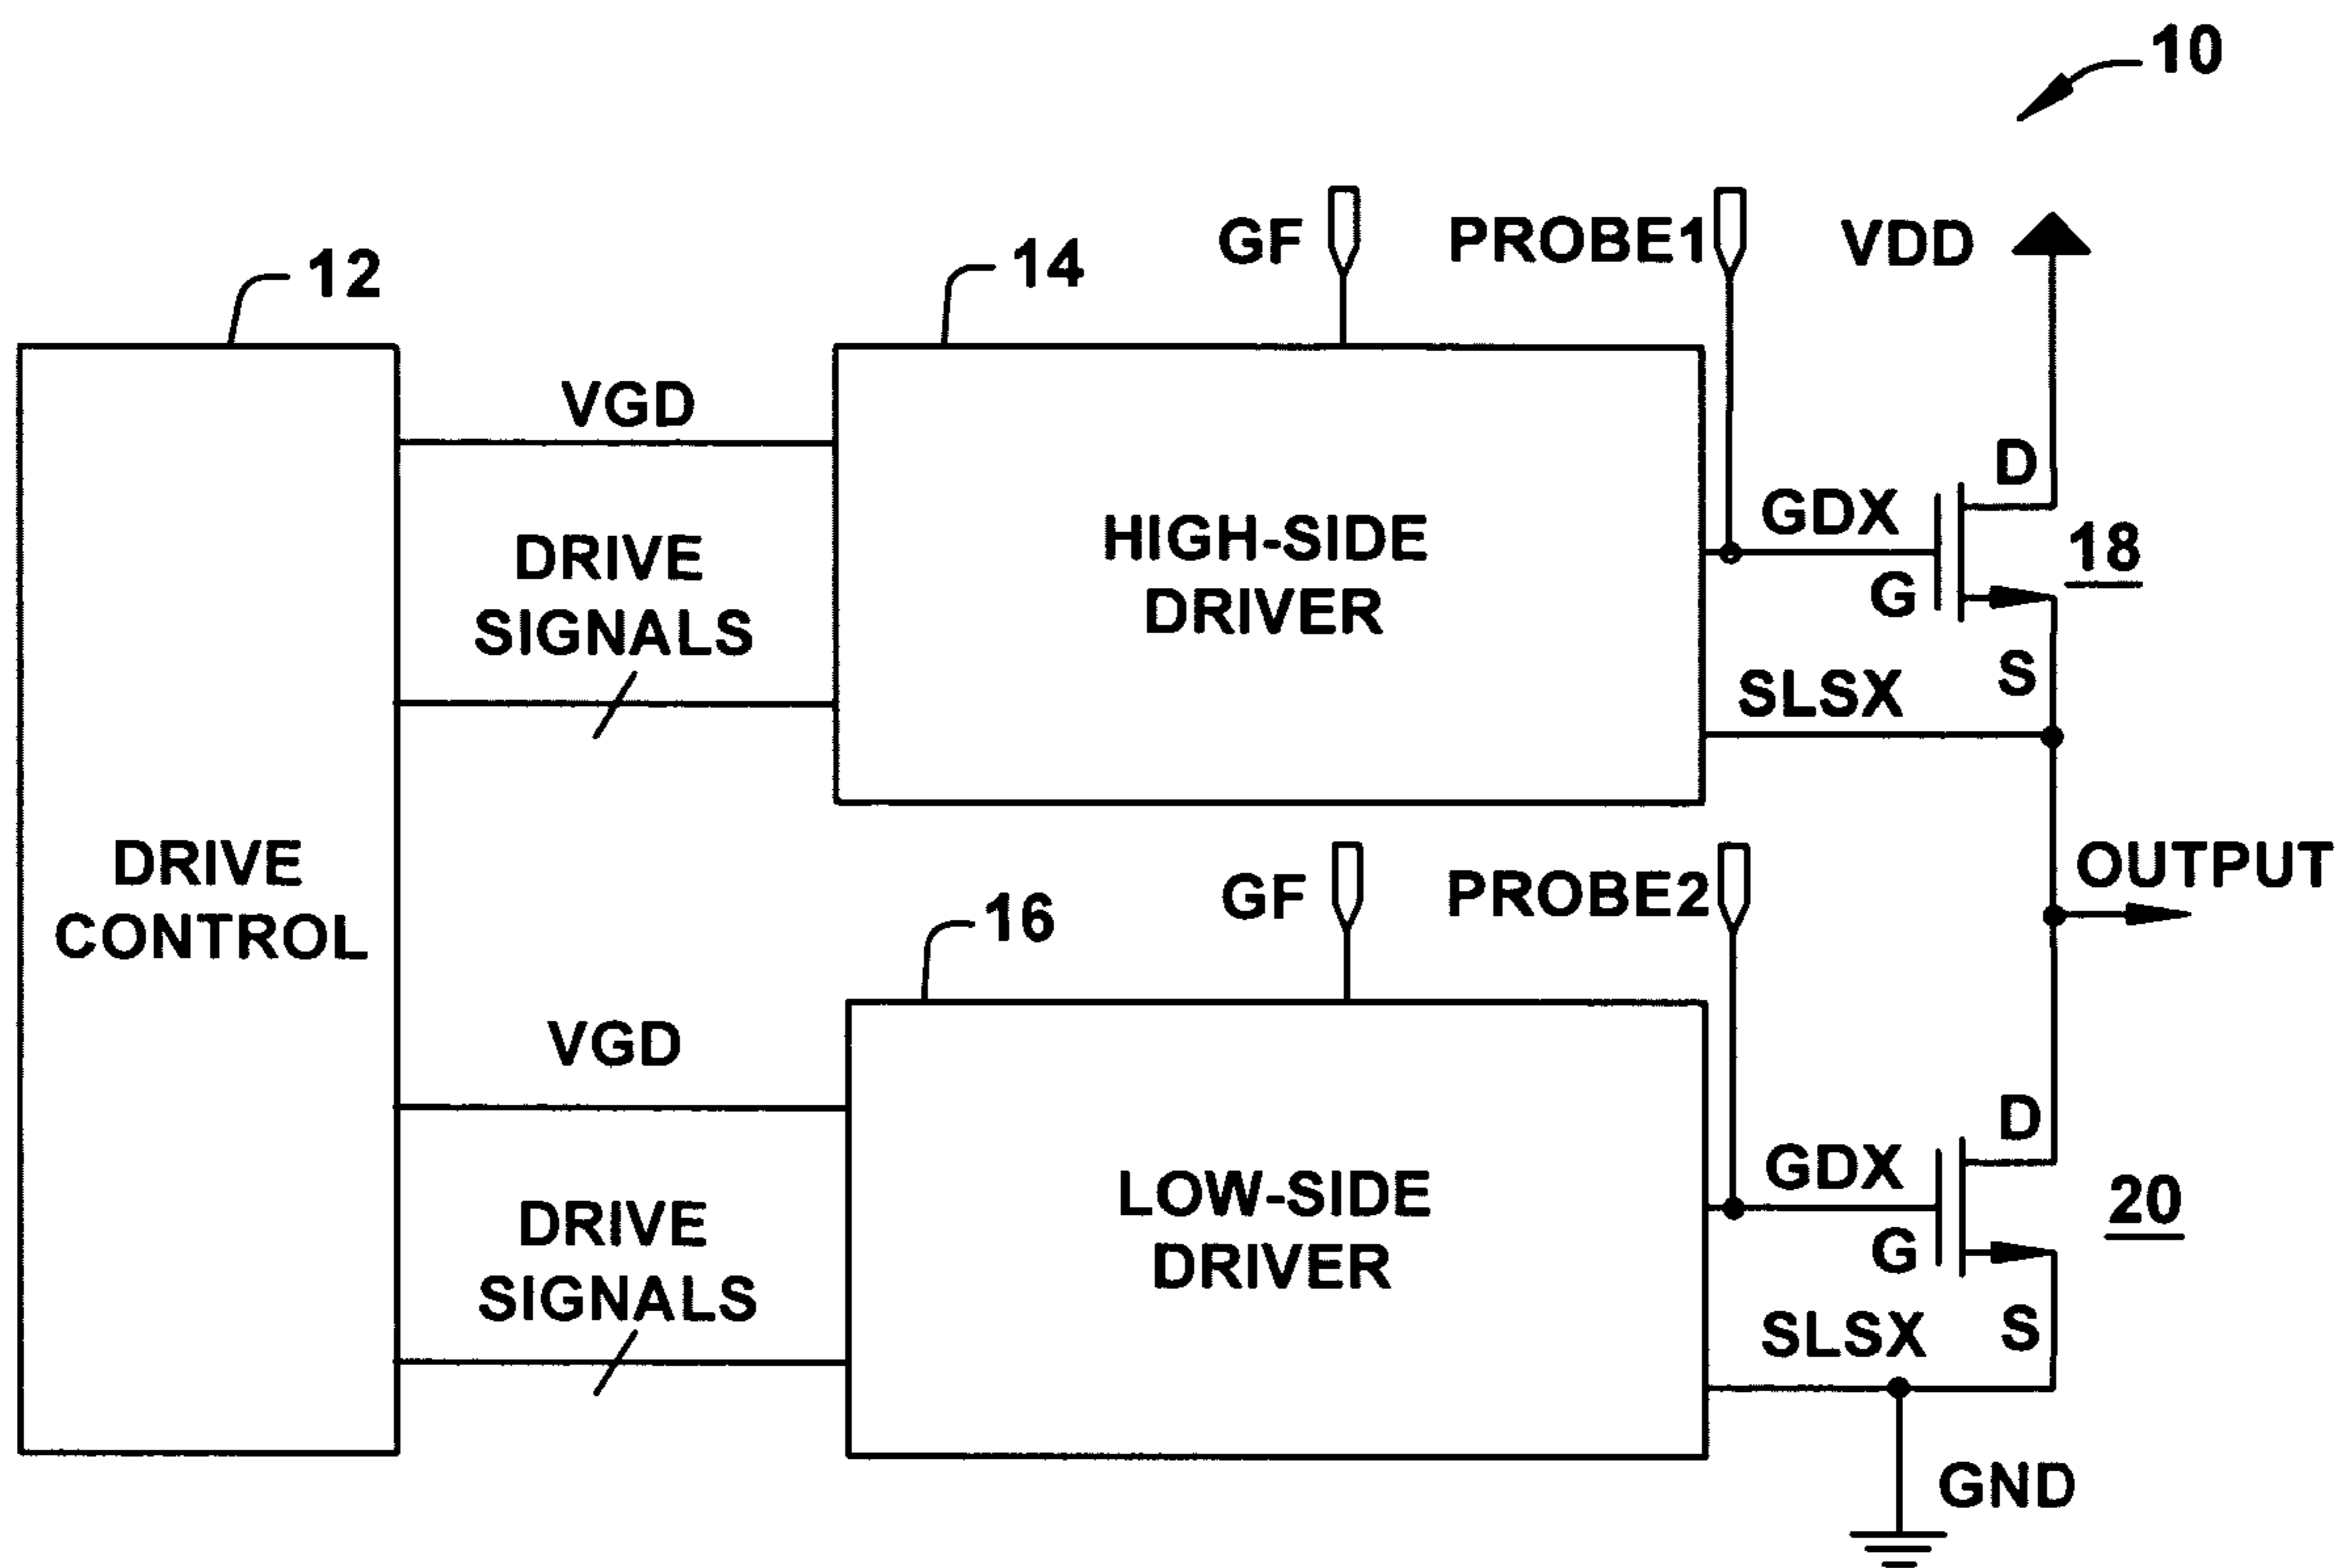 10
12
14
GF
PROBE1
VDD
VGD
DRIVE
SIGNALS
HIGH-SIDE
DRIVER
GDX
G
D
18
S
SLSX
DRIVE
CONTROL
16
GF
PROBE2
OUTPUT
VGD
DRIVE
SIGNALS
LOW-SIDE
DRIVER
GDX
G
D
20
S
SLSX
GND